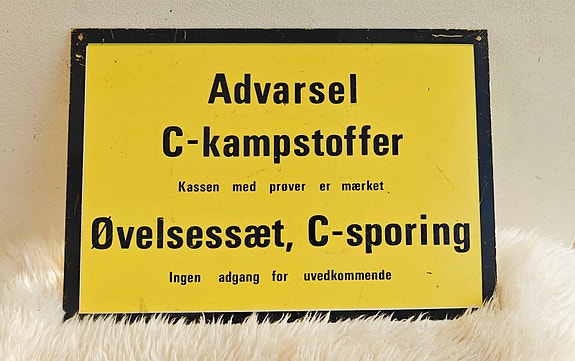 Advarsel
C-kampstoffer
Kassen med prøver er mærket
Øvelsessæt, C-sporing
Ingen adgang for uvedkommende